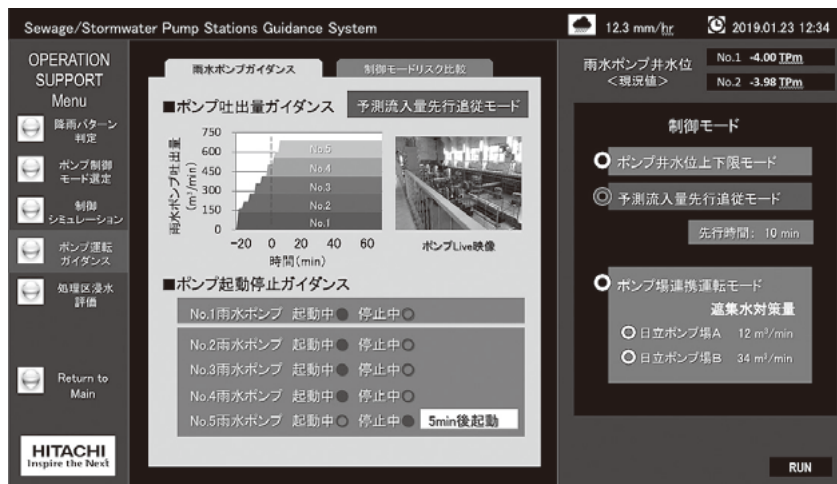 Sewage/Stormwater Pump Stations Guidance System
12.3 mm/hr
2019.01.23 12:34
OPERATION
SUPPORT
Menu
降雨パターン
判定
ポンプ制御
モード選定
制御
シミュレーション
ポンプ運転
ガイダンス
処理区浸水
評価
Return to
Main
HITACHI
Inspire the Next
雨水ポンプガイダンス
制御モードリスク比較
■ポンプ吐出量ガイダンス
予測流入量先行追従モード
雨水ポンプ吐出量
(m³/min)
750
600
450
300
150
0
No.5
No.4
No.3
No.2
No.1
-20 0 20 40 60
時間(min)
ポンプLive映像
■ポンプ起動停止ガイダンス
No.1雨水ポンプ 起動中 停止中
No.2雨水ポンプ 起動中 停止中
No.3雨水ポンプ 起動中 停止中
No.4雨水ポンプ 起動中 停止中
No.5雨水ポンプ 起動中 停止中 5min後起動
雨水ポンプ井水位
<現況値>
No.1 -4.00 TPm
No.2 -3.98 TPm
制御モード
ポンプ井水位上下限モード
予測流入量先行追従モード
先行時間: 10 min
ポンプ場連携運転モード
遮集水対策量
日立ポンプ場A 12 m³/min
日立ポンプ場B 34 m³/min
RUN